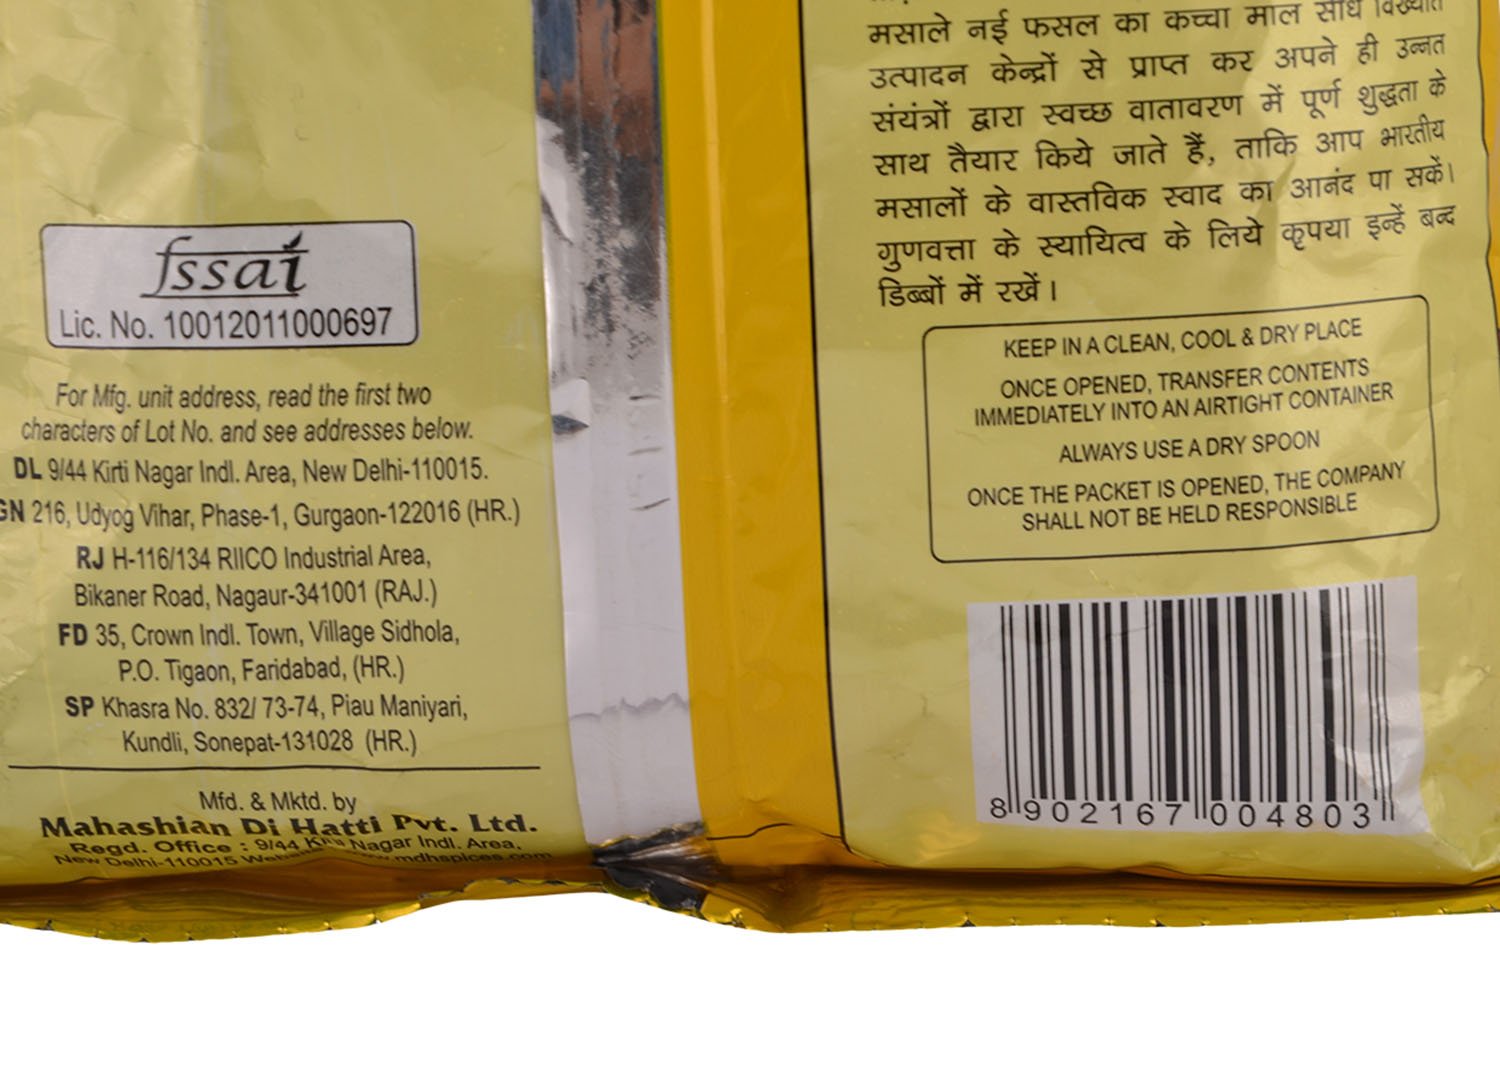 fssai
Lic. No. 10012011000697
For Mfg. unit address, read the first two
characters of Lot No. and see addresses below.
DL 9/44 Kirti Nagar Indl. Area, New Delhi-110015.
GN 216, Udyog Vihar, Phase-1, Gurgaon-122016 (HR.)
RJ H-116/134 RIICO Industrial Area,
Bikaner Road, Nagaur-341001 (RAJ.)
FD 35, Crown Indl. Town, Village Sidhola,
P.O. Tigaon, Faridabad, (HR.)
SP Khasra No. 832/ 73-74, Piau Maniyari,
Kundli, Sonepat-131028 (HR.)
Mfd. & Mktd. by
Mahashian Di Hatti Pvt. Ltd.
Regd. Office : 9/44 Kirti Nagar Indl. Area,
New Delhi-110015 www.mdhspices.com
मसाले नई फसल का कच्चा माल सीधे विख्यात
उत्पादन केन्द्रों से प्राप्त कर अपने ही उन्नत
संयंत्रों द्वारा स्वच्छ वातावरण में पूर्ण शुद्धता के
साथ तैयार किये जाते हैं, ताकि आप भारतीय
मसालों के वास्तविक स्वाद का आनंद पा सकें।
गुणवत्ता के स्थायित्व के लिये कृपया इन्हें बन्द
डिब्बों में रखें।
KEEP IN A CLEAN, COOL & DRY PLACE
ONCE OPENED, TRANSFER CONTENTS
IMMEDIATELY INTO AN AIRTIGHT CONTAINER
ALWAYS USE A DRY SPOON
ONCE THE PACKET IS OPENED, THE COMPANY
SHALL NOT BE HELD RESPONSIBLE
8 902167 004803